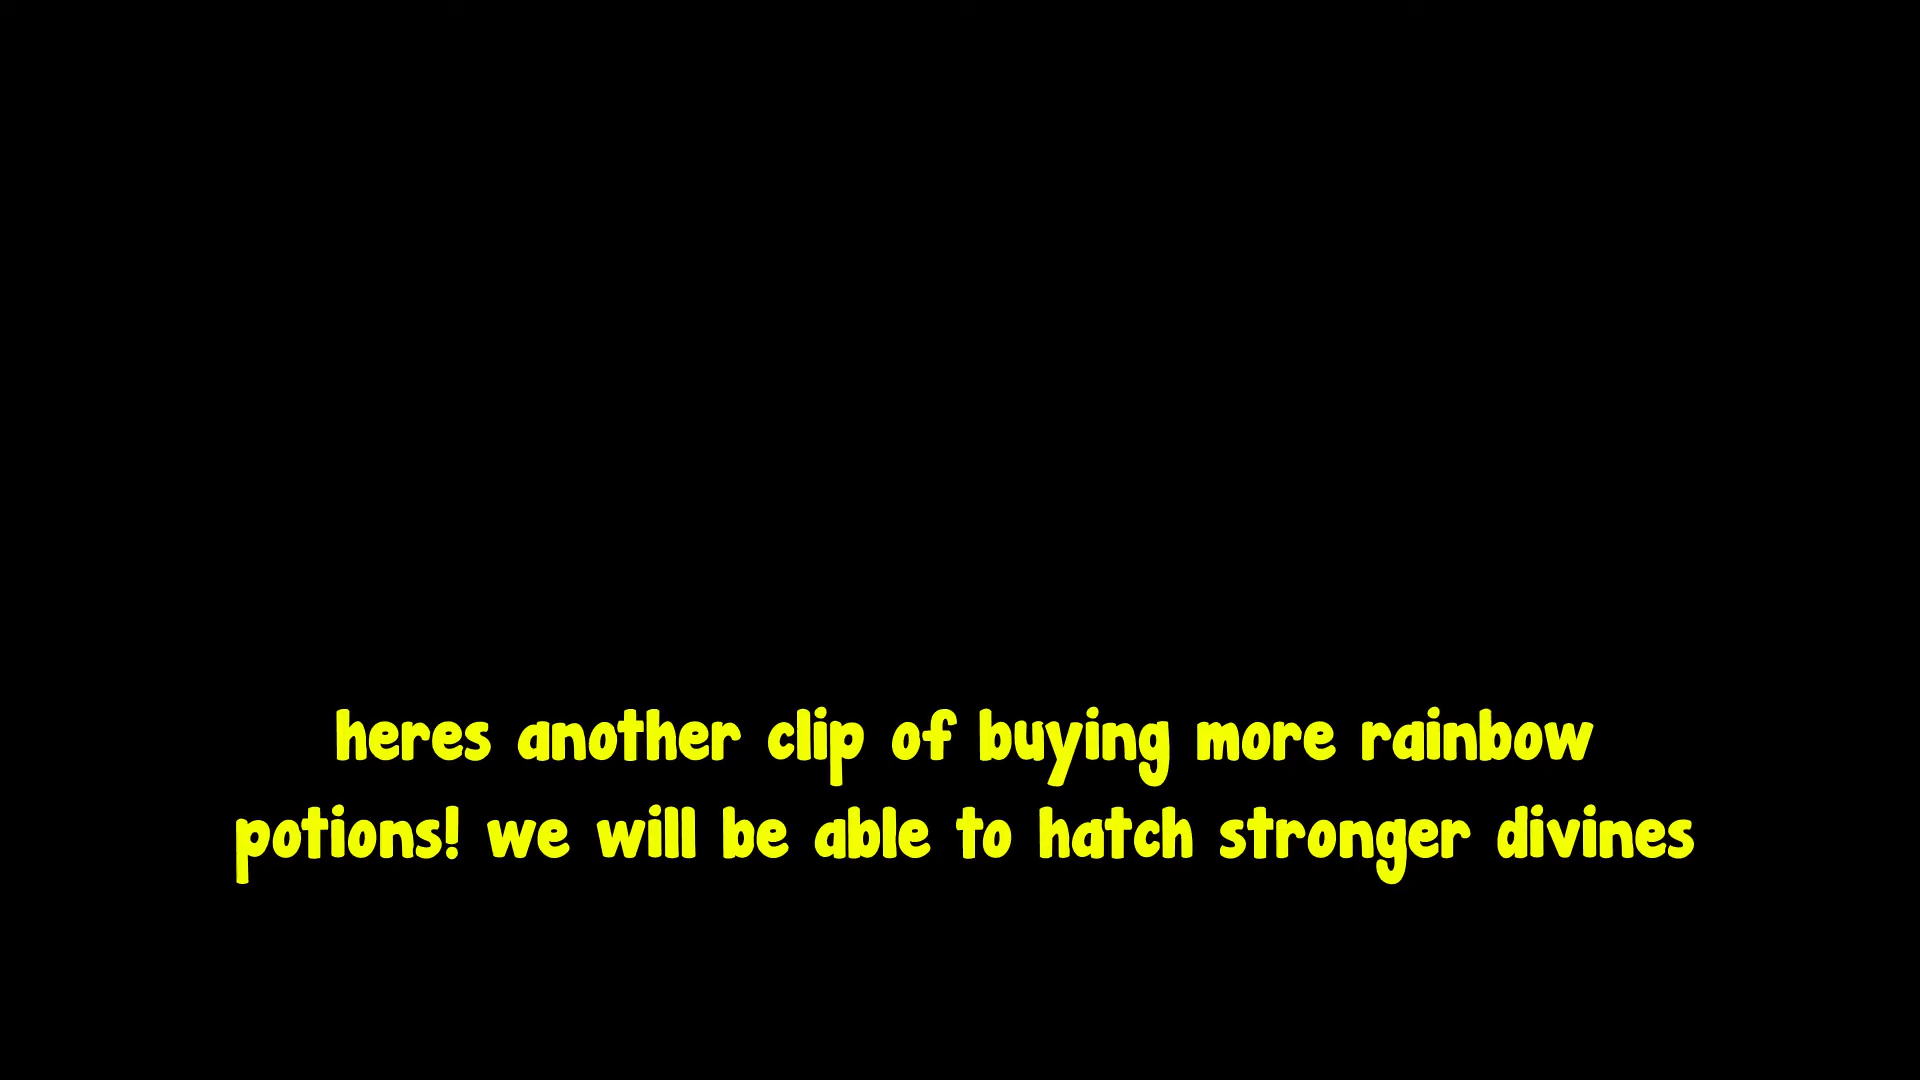 heres another clip of buying more rainbow
potions! we will be able to hatch stronger divines